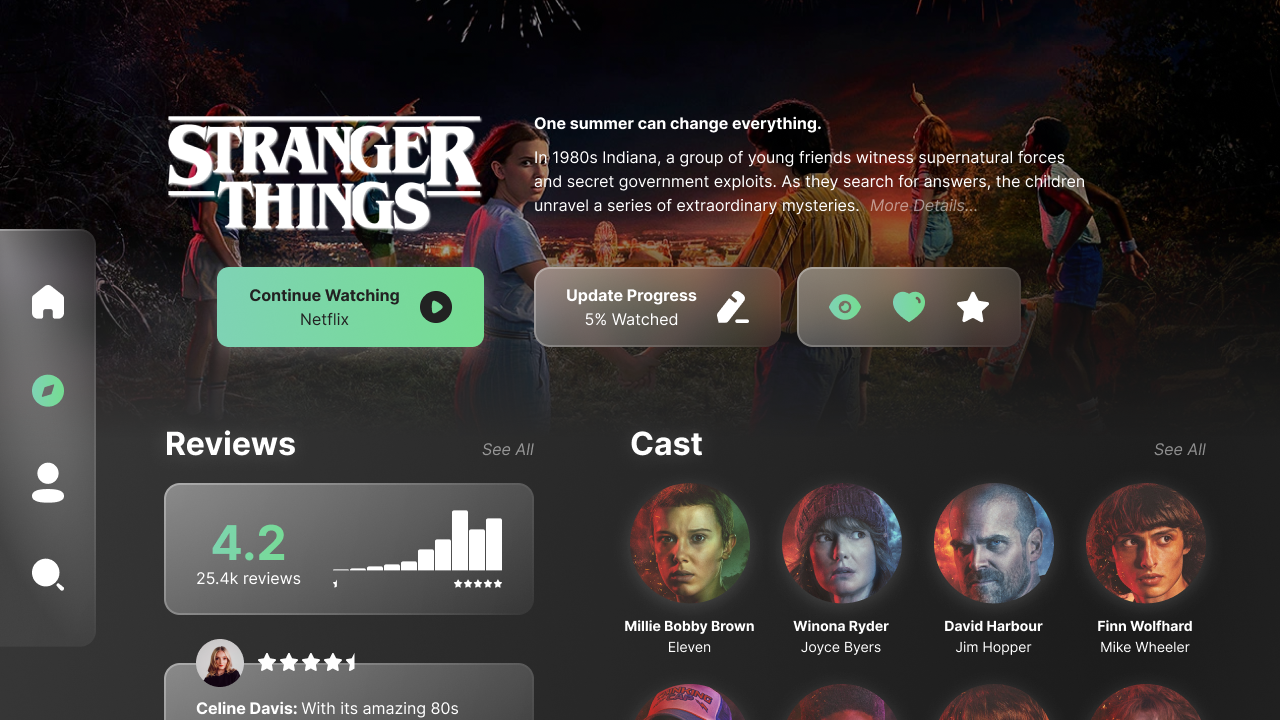 STRANGER
THINGS
One summer can change everything.
In 1980s Indiana, a group of young friends witness supernatural forces
and secret government exploits. As they search for answers, the children
unravel a series of extraordinary mysteries. More Details...
Continue Watching
Netflix
Update Progress
5% Watched
Reviews
See All
4.2
25.4k reviews
Celine Davis: With its amazing 80s
Cast
See All
Millie Bobby Brown
Eleven
Winona Ryder
Joyce Byers
David Harbour
Jim Hopper
Finn Wolfhard
Mike Wheeler